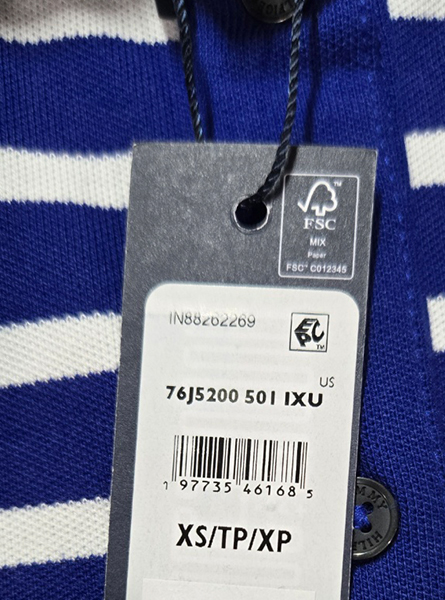 FSC
MIX
Paper
FSC® C012345
IN88262269
EPC
US
76J5200 501 IXU
1 97735 46168 5
XS/TP/XP